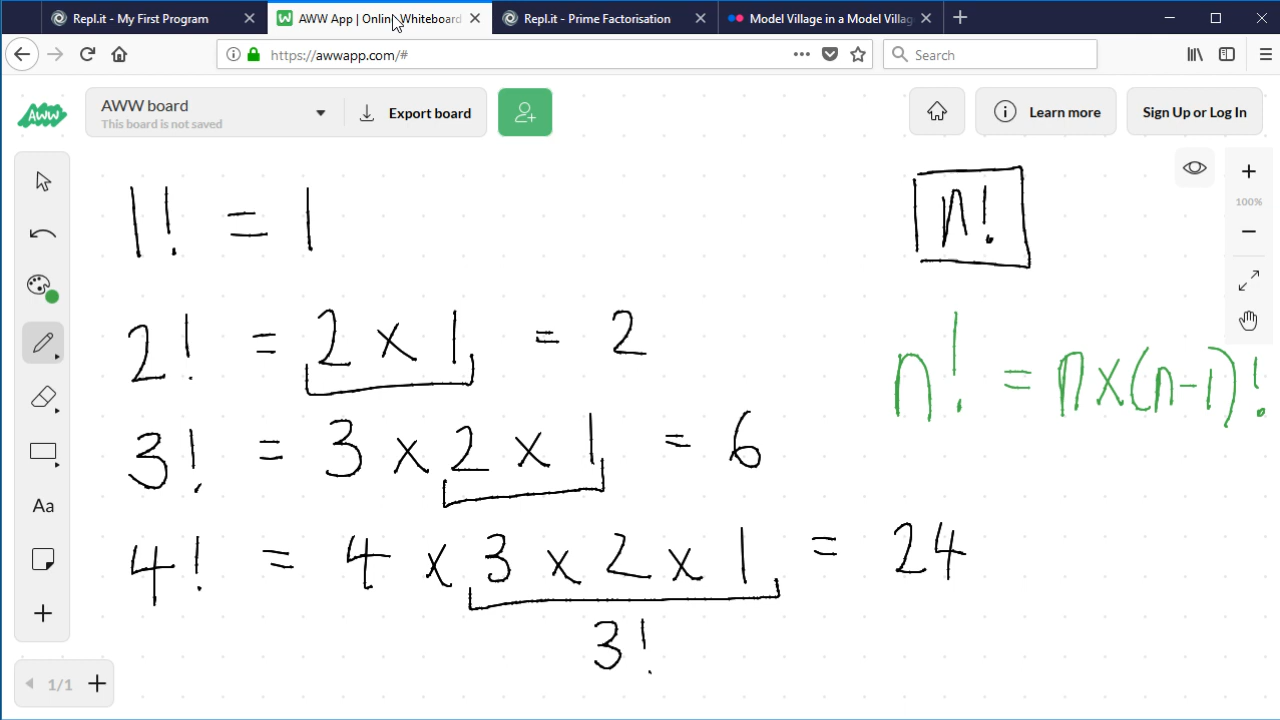 Repl.it - My First Program
AWW App | Online Whiteboard
Repl.it - Prime Factorisation
Model Village in a Model Villag
https://awwapp.com/#
Search
AWW
AWW board
This board is not saved
Export board
Learn more
Sign Up or Log In
100%
1! = 1
n!
2! = 2 x 1 = 2
n! = n x (n-1)!
3! = 3 x 2 x 1 = 6
4! = 4 x 3 x 2 x 1 = 24
3!
Aa
1/1